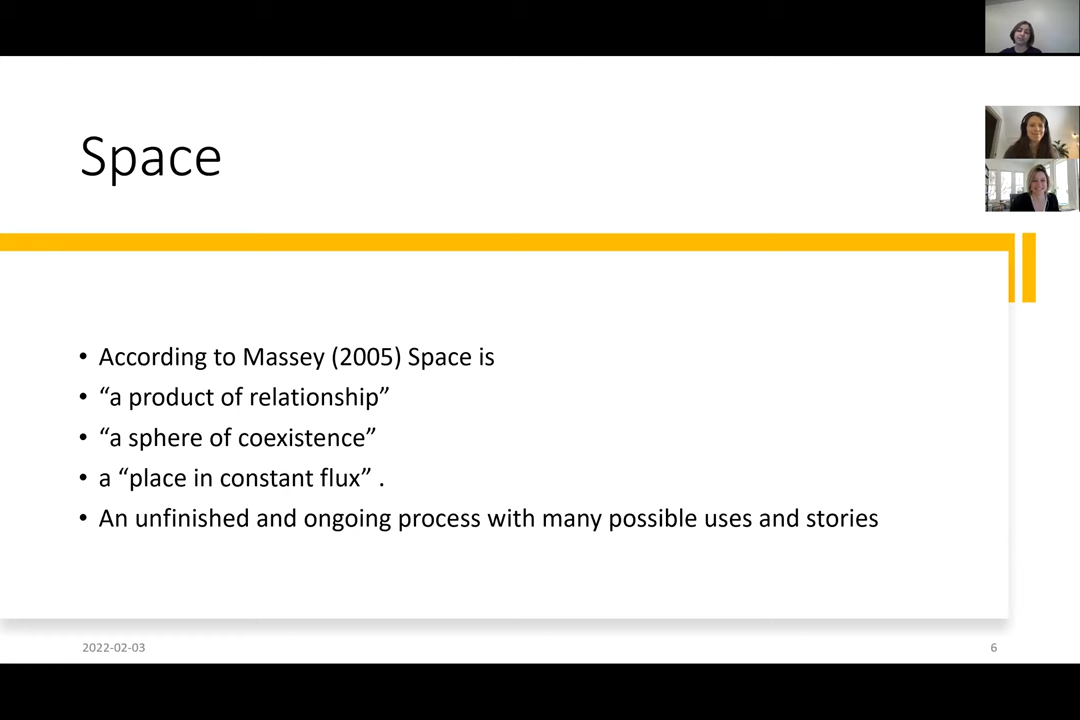 Space
• According to Massey (2005) Space is
• “a product of relationship”
• “a sphere of coexistence”
• a “place in constant flux” .
• An unfinished and ongoing process with many possible uses and stories
2022-02-03
6